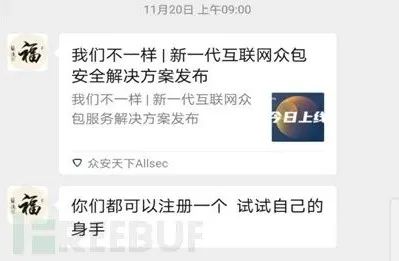 11月20日 上午09:00
我们不一样 | 新一代互联网众包
安全解决方案发布
我们不一样 | 新一代互联网众
包服务解决方案发布
今日上线
众安天下Allsec
你们都可以注册一个 试试自己的
身手
福
福
REEBUF